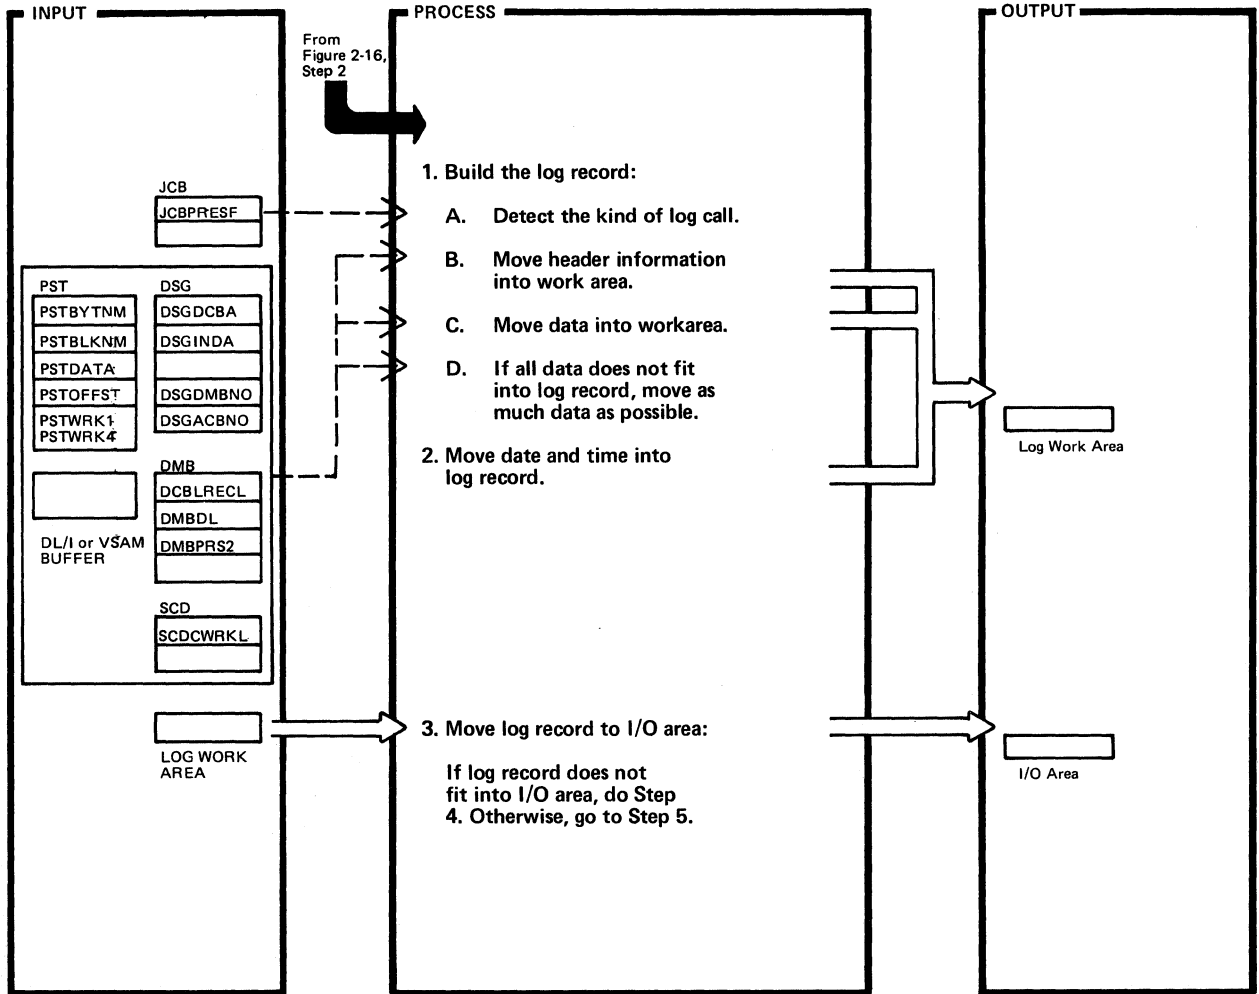 INPUT
PROCESS
OUTPUT
From
Figure 2-16,
Step 2
JCB
JCBPRESF
PST
PSTBYTNM
PSTBLKNM
PSTDATA
PSTOFFST
PSTWRK1
PSTWRK4
DL/I or VSAM
BUFFER
DSG
DSGDCBA
DSGINDA
DSGDMBNO
DSGACBNO
DMB
DCBLRECL
DMBDL
DMBPRS2
SCD
SCDCWRKL
LOG WORK
AREA
1. Build the log record:
A. Detect the kind of log call.
B. Move header information
into work area.
C. Move data into workarea.
D. If all data does not fit
into log record, move as
much data as possible.
2. Move date and time into
log record.
3. Move log record to I/O area:
If log record does not
fit into I/O area, do Step
4. Otherwise, go to Step 5.
Log Work Area
I/O Area